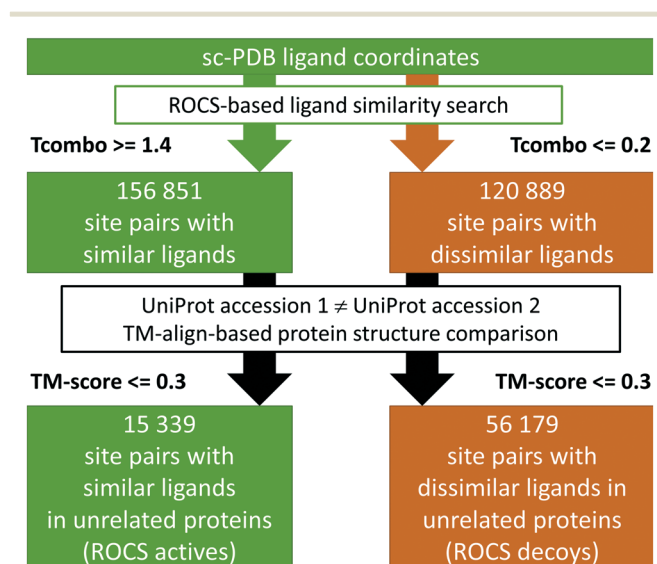 sc-PDB ligand coordinates
ROCS-based ligand similarity search
Tcombo >= 1.4
Tcombo <= 0.2
156 851
site pairs with
similar ligands
120 889
site pairs with
dissimilar ligands
UniProt accession 1 ≠ UniProt accession 2
TM-align-based protein structure comparison
TM-score <= 0.3
TM-score <= 0.3
15 339
site pairs with
similar ligands
in unrelated proteins
(ROCS actives)
56 179
site pairs with
dissimilar ligands in
unrelated proteins
(ROCS decoys)